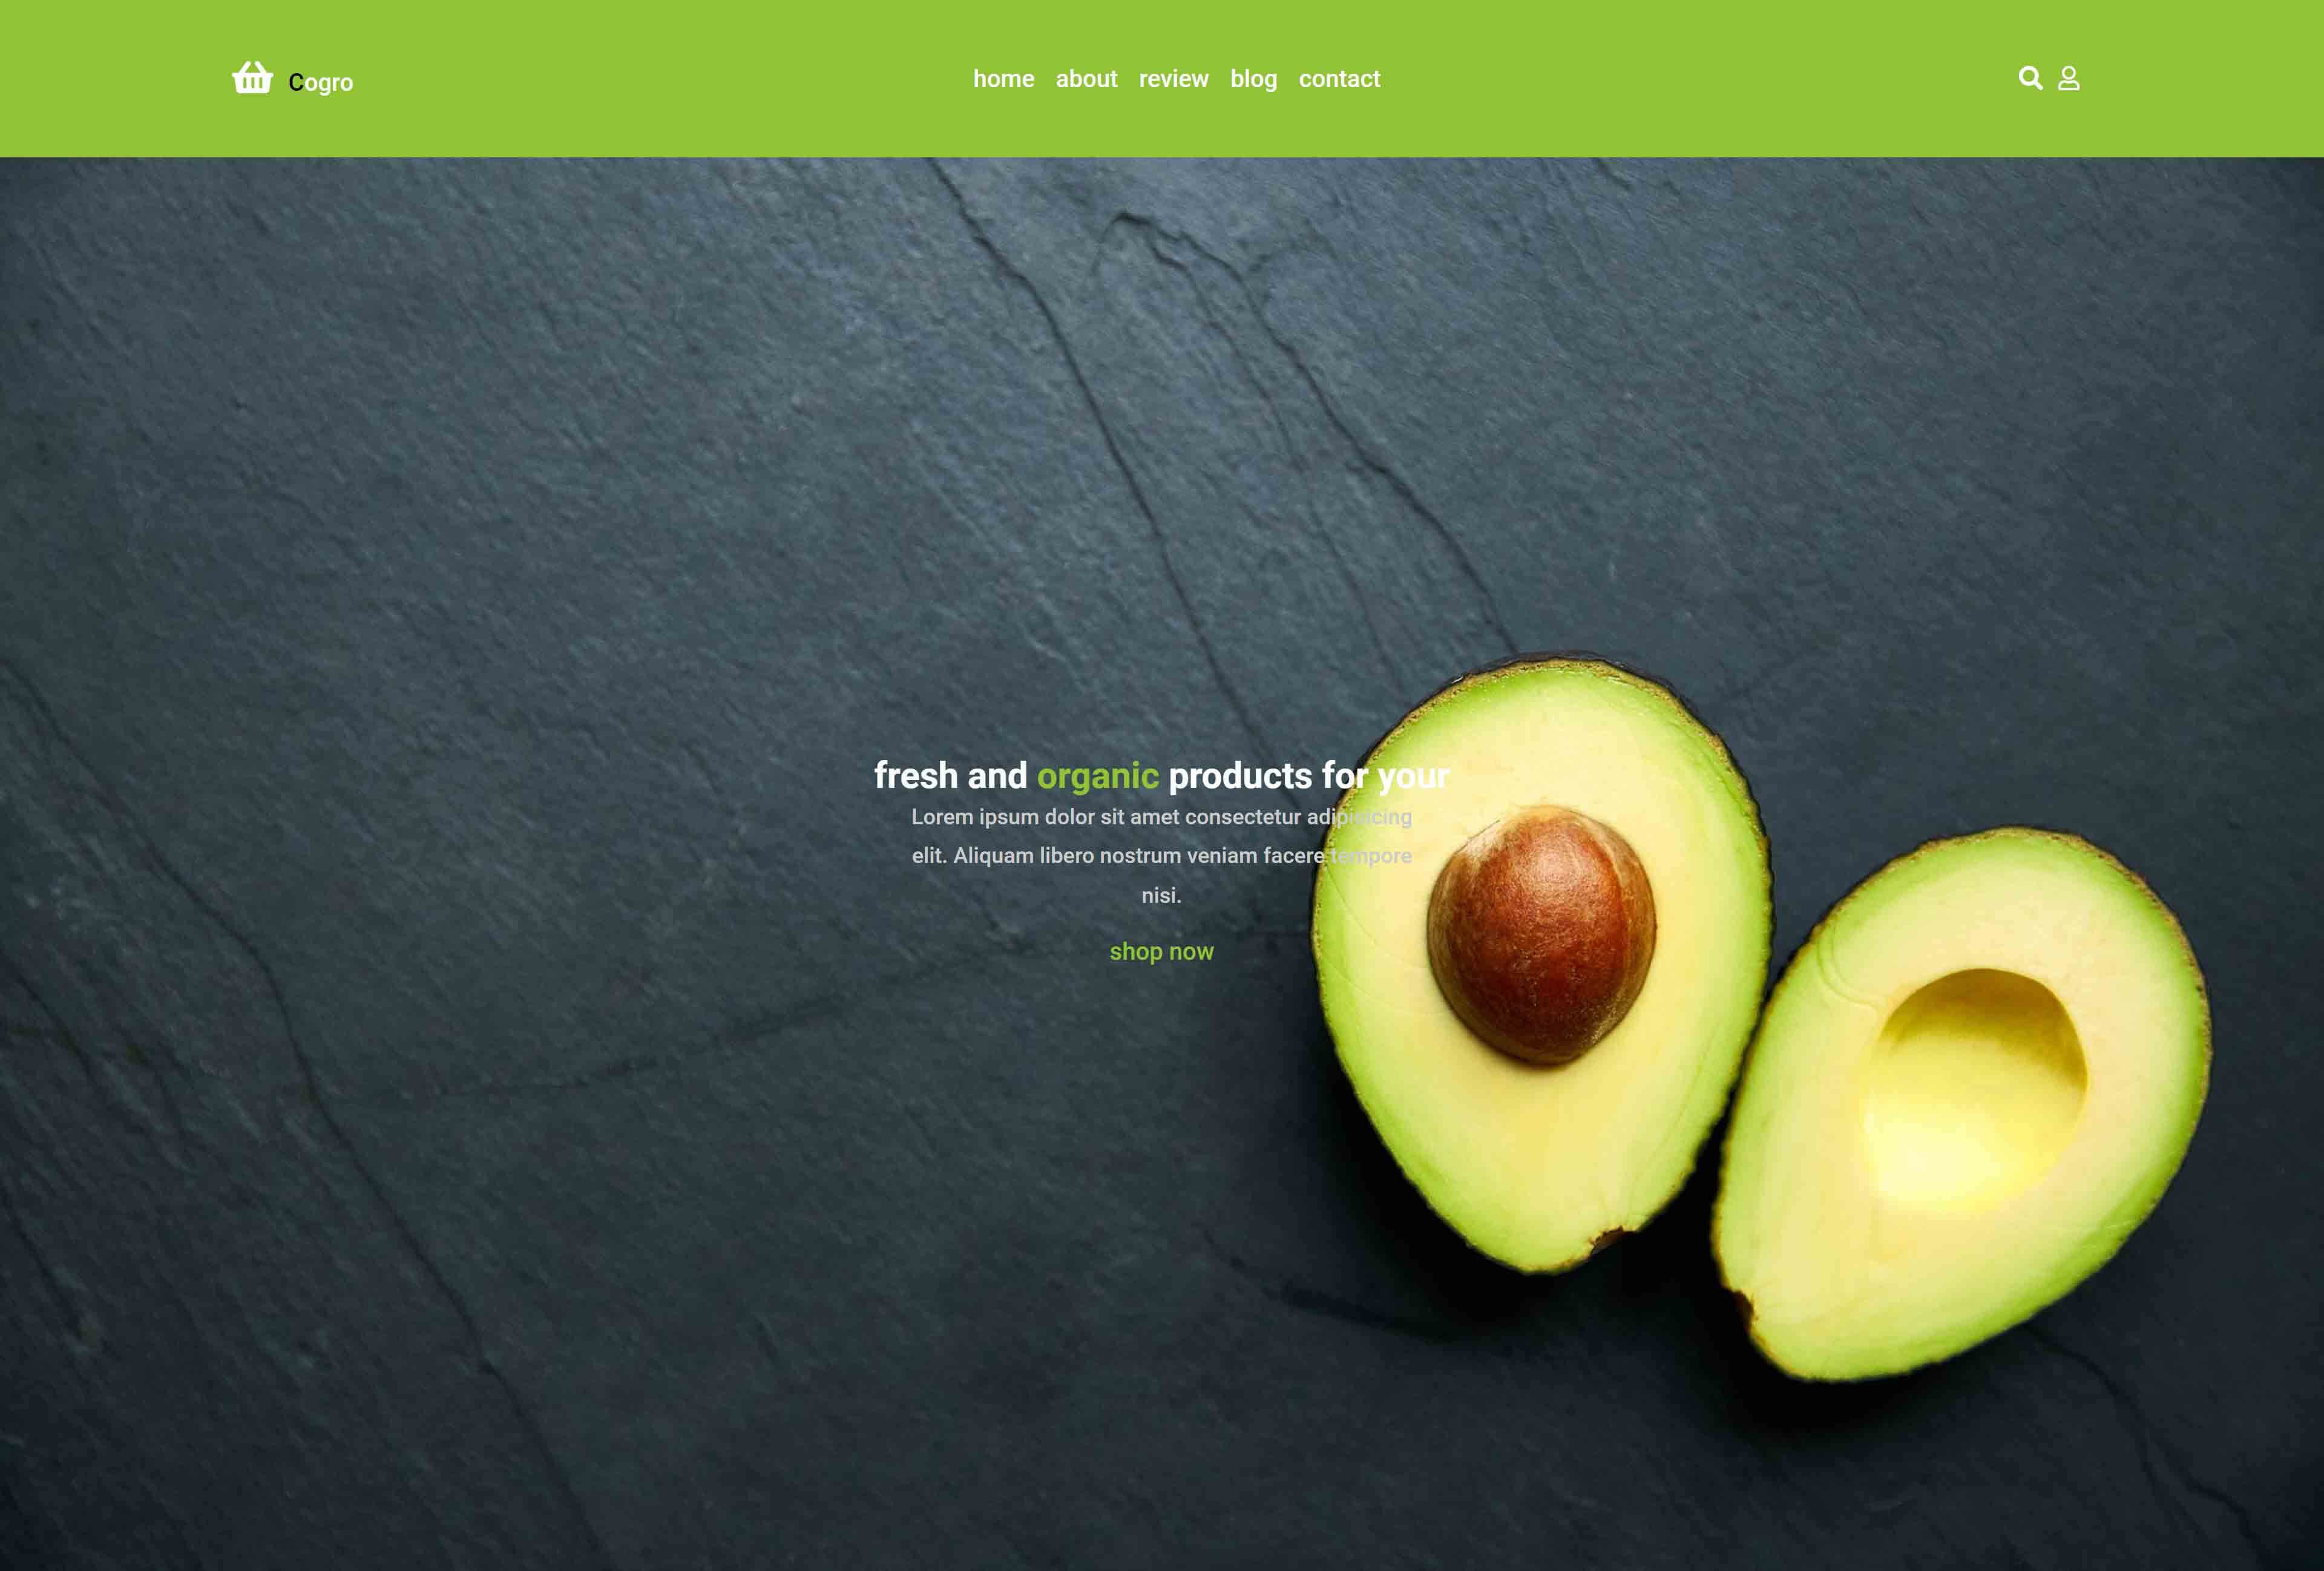 Cogro
home about review blog contact
fresh and organic products for your
Lorem ipsum dolor sit amet consectetur adipisicing
elit. Aliquam libero nostrum veniam facere tempore
nisi.
shop now